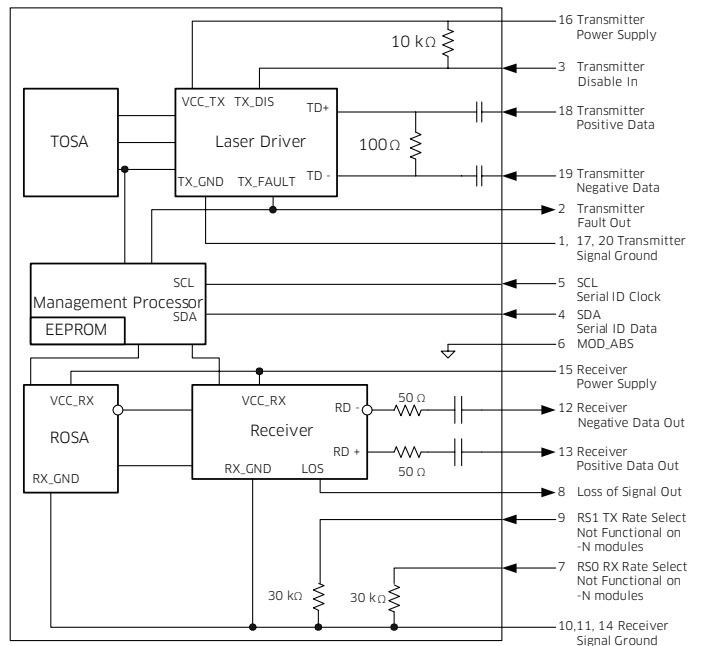 16 Transmitter
Power Supply
10 kΩ
3 Transmitter
Disable In
VCC_TX TX_DIS
TD+
18 Transmitter
Positive Data
TOSA
Laser Driver
100Ω
TX_GND TX_FAULT
TD -
19 Transmitter
Negative Data
2 Transmitter
Fault Out
1, 17, 20 Transmitter
Signal Ground
SCL
5 SCL
Serial ID Clock
Management Processor
SDA
4 SDA
Serial ID Data
EEPROM
6 MOD_ABS
15 Receiver
Power Supply
VCC_RX
VCC_RX
RD -
50 Ω
12 Receiver
Negative Data Out
ROSA
Receiver
RD +
50 Ω
13 Receiver
Positive Data Out
RX_GND
RX_GND LOS
8 Loss of Signal Out
9 RS1 TX Rate Select
Not Functional on
-N modules
7 RS0 RX Rate Select
Not Functional on
-N modules
30 kΩ
30 kΩ
10,11, 14 Receiver
Signal Ground